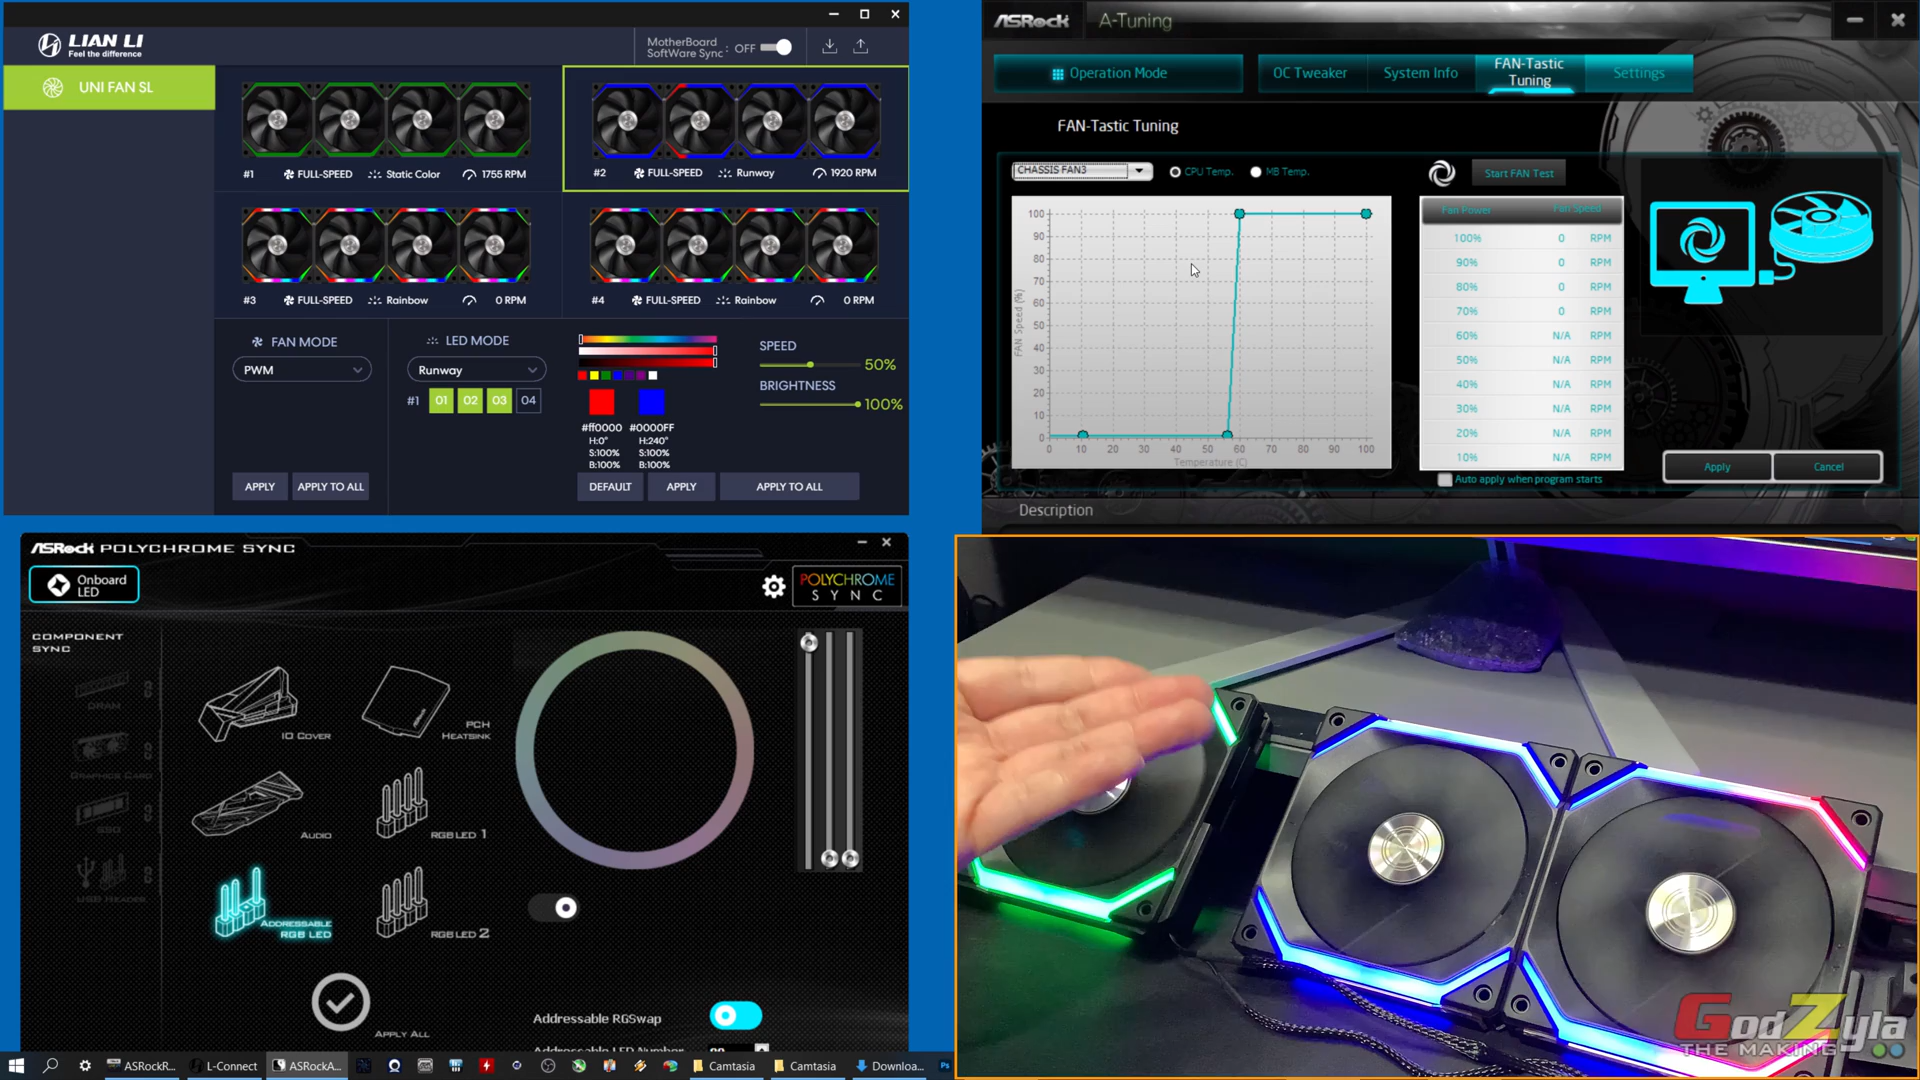 LIAN LI
Feel the difference
MotherBoard
SoftWare Sync : OFF
UNI FAN SL
#1 FULL-SPEED Static Color 1755 RPM
#2 FULL-SPEED Runway 1920 RPM
#3 FULL-SPEED Rainbow 0 RPM
#4 FULL-SPEED Rainbow 0 RPM
FAN MODE
PWM
APPLY APPLY TO ALL
LED MODE
Runway
#1 01 02 03 04
#ff0000 #0000FF
H:0° H:240°
S:100% S:100%
B:100% B:100%
DEFAULT APPLY APPLY TO ALL
SPEED
50%
BRIGHTNESS
100%
ASRock A-Tuning
Operation Mode OC Tweaker System Info FAN-Tastic Tuning Settings
FAN-Tastic Tuning
CHASSIS FAN3 CPU Temp. MB Temp.
Start FAN Test
100
90
80
70
60
50
40
30
20
10
0
FAN Speed (%)
0 10 20 30 40 50 60 70 80 90 100
Temperature (C)
Fan Power Fan Speed
100% 0 RPM
90% 0 RPM
80% 0 RPM
70% 0 RPM
60% N/A RPM
50% N/A RPM
40% N/A RPM
30% N/A RPM
20% N/A RPM
10% N/A RPM
Auto apply when program starts
Apply Cancel
Description
ASRock POLYCHROME SYNC
Onboard
LED
POLYCHROME
SYNC
COMPONENT
SYNC
DRAM
GRAPHICS CARD
SSD
USB HEADER
IO COVER
PCH
HEATSINK
AUDIO
RGB LED 1
ADDRESSABLE
RGB LED
RGB LED 2
APPLY ALL
Addressable RGSwap
Addressable LED Number
GodZyla
THE MAKING
ASRockR... L-Connect ASRockA... Camtasia Camtasia Downloa...